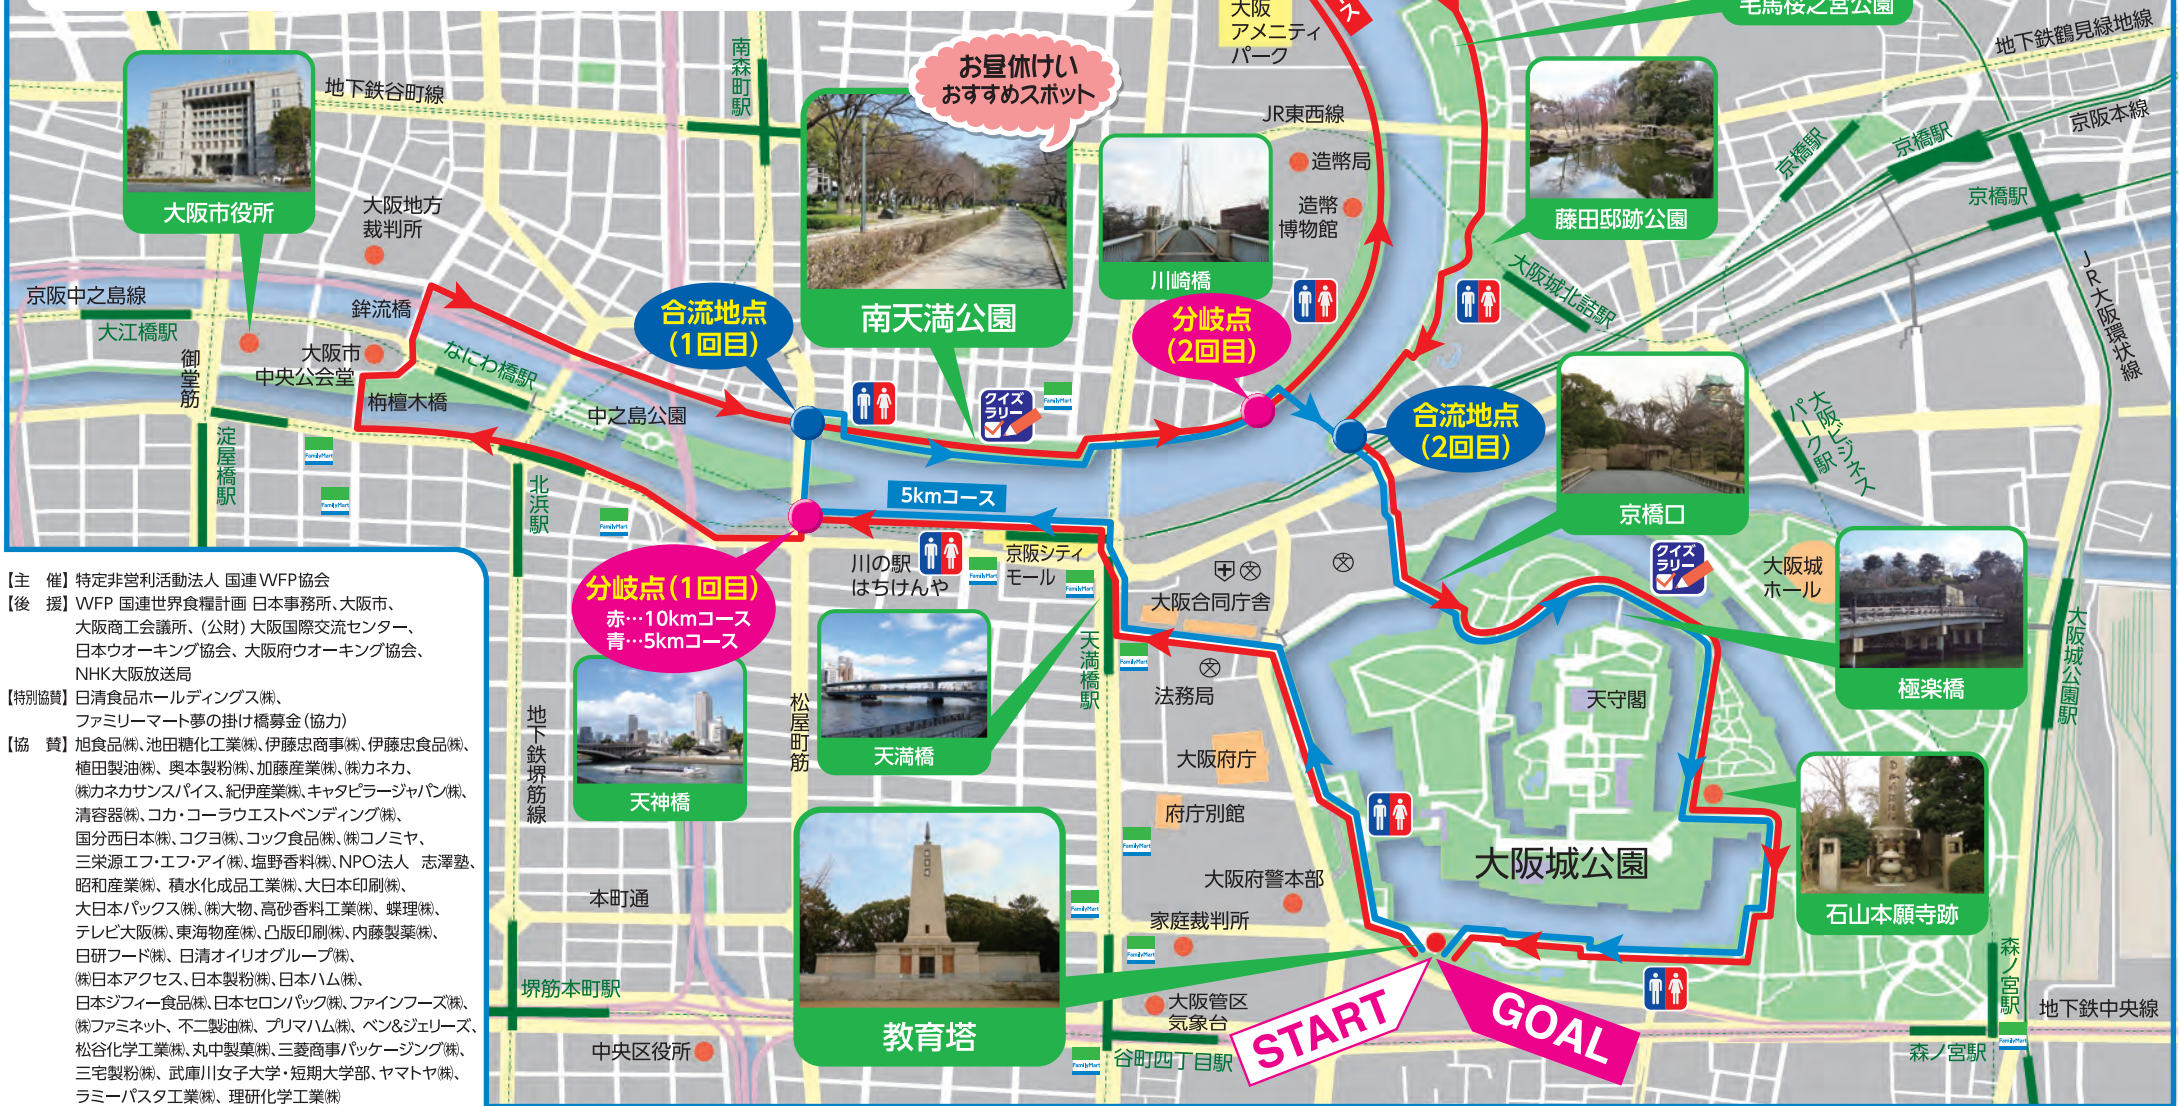 大阪
アメニティ
パーク
ス
毛馬桜之宮公園
地下鉄鶴見緑地線
南森町駅
お昼休けい
おすすめスポット
地下鉄谷町線
JR東西線
京橋駅
京橋駅
京阪本線
造幣局
京橋駅
大阪市役所
大阪地方
裁判所
造幣
博物館
藤田邸跡公園
川崎橋
大阪城北詰駅
JR大阪環状線
京阪中之島線
大江橋駅
鉾流橋
合流地点
(1回目)
南天満公園
分岐点
(2回目)
御堂筋
大阪市
中央公会堂
なにわ橋駅
栴檀木橋
中之島公園
クイズ
ラリー
FamilyMart
合流地点
(2回目)
大阪ビジネス
パーク駅
淀屋橋駅
FamilyMart
FamilyMart
北浜駅
FamilyMart
5kmコース
京橋口
クイズ
ラリー
大阪城
ホール
川の駅
はちけんや
京阪シティ
モール
FamilyMart
FamilyMart
分岐点(1回目)
赤…10kmコース
青…5kmコース
大阪合同庁舎
天満橋駅
FamilyMart
法務局
天守閣
極楽橋
大阪城公園駅
地下鉄堺筋線
松屋町筋
天満橋
天神橋
大阪府庁
府庁別館
FamilyMart
大阪城公園
石山本願寺跡
本町通
大阪府警本部
FamilyMart
家庭裁判所
FamilyMart
堺筋本町駅
教育塔
大阪管区
気象台
START
GOAL
森ノ宮駅
地下鉄中央線
FamilyMart
森ノ宮駅
中央区役所
FamilyMart
谷町四丁目駅
【主　催】特定非営利活動法人 国連WFP協会
【後　援】WFP 国連世界食糧計画 日本事務所、大阪市、
大阪商工会議所、(公財)大阪国際交流センター、
日本ウオーキング協会、大阪府ウオーキング協会、
NHK大阪放送局
【特別協賛】日清食品ホールディングス㈱、
ファミリーマート夢の掛け橋募金(協力)
【協　賛】旭食品㈱、池田糖化工業㈱、伊藤忠商事㈱、伊藤忠食品㈱、
植田製油㈱、奥本製粉㈱、加藤産業㈱、㈱カネカ、
㈱カネカサンスパイス、紀伊産業㈱、キャタピラージャパン㈱、
清容器㈱、コカ・コーラウエストベンディング㈱、
国分西日本㈱、コクヨ㈱、コック食品㈱、㈱コノミヤ、
三栄源エフ・エフ・アイ㈱、塩野香料㈱、NPO法人　志澤塾、
昭和産業㈱、積水化成品工業㈱、大日本印刷㈱、
大日本パックス㈱、㈱大物、高砂香料工業㈱、蝶理㈱、
テレビ大阪㈱、東海物産㈱、凸版印刷㈱、内藤製薬㈱、
日研フード㈱、日清オイリオグループ㈱、
㈱日本アクセス、日本製粉㈱、日本ハム㈱、
日本ジフィー食品㈱、日本セロンパック㈱、ファインフーズ㈱、
㈱ファミネット、不二製油㈱、プリマハム㈱、ベン&ジェリーズ、
松谷化学工業㈱、丸中製菓㈱、三菱商事パッケージング㈱、
三宅製粉㈱、武庫川女子大学・短期大学部、ヤマトヤ㈱、
ラミーパスタ工業㈱、理研化学工業㈱